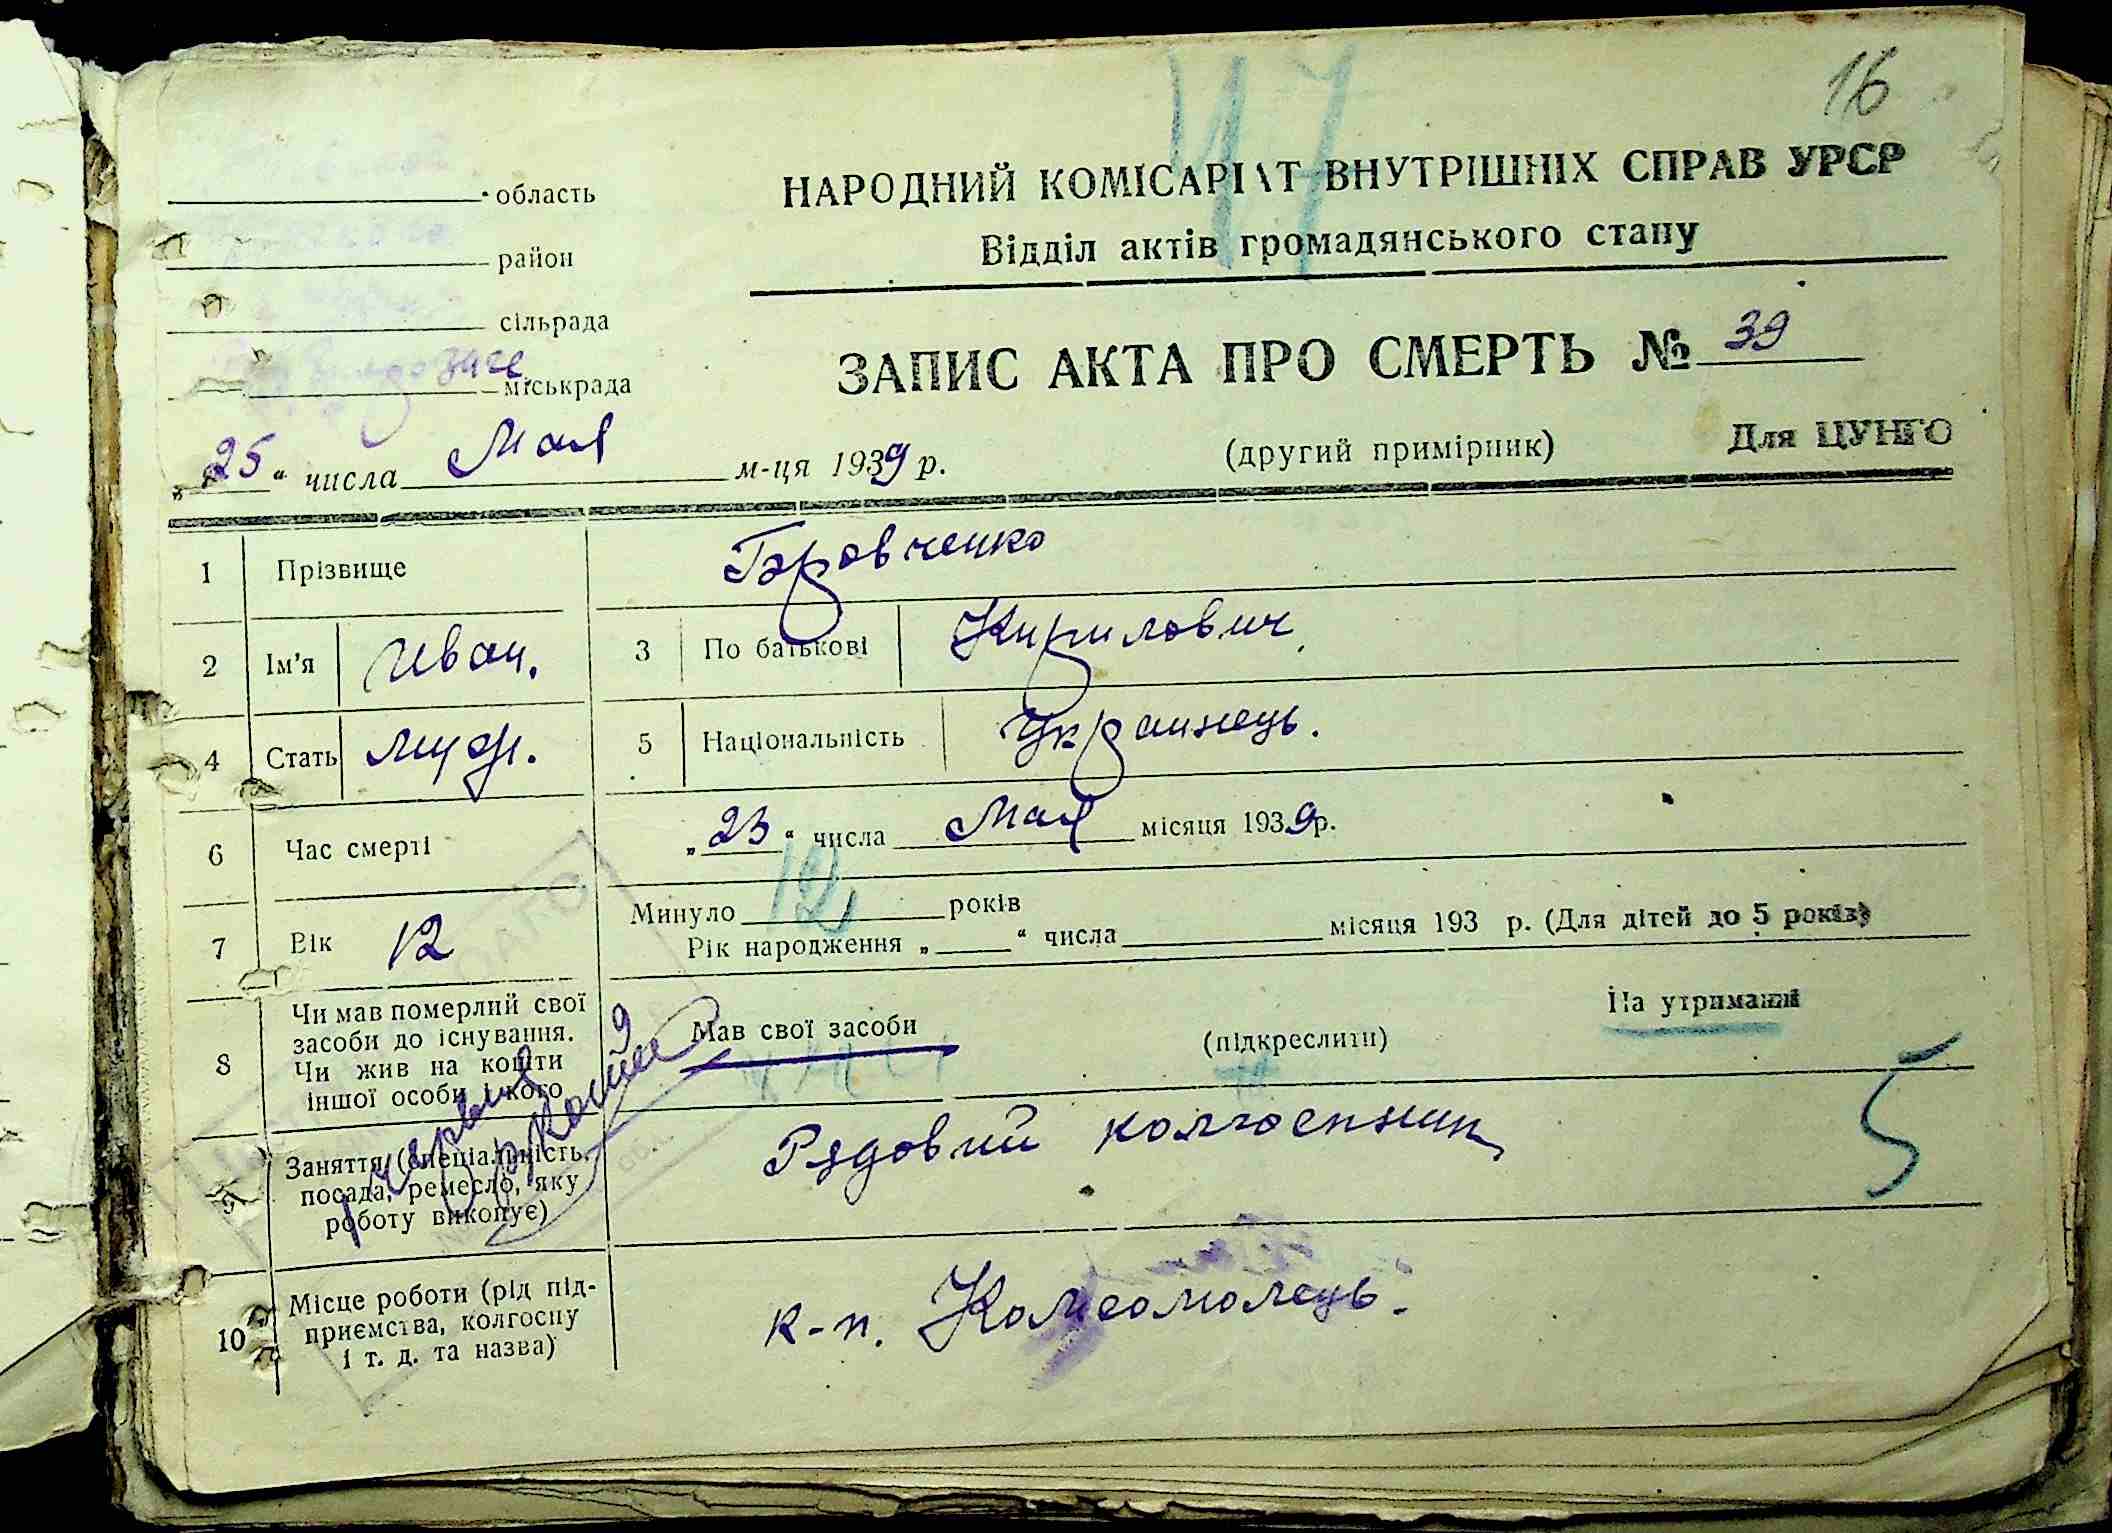 16
17
область
НАРОДНИЙ КОМІСАРІАТ ВНУТРІШНІХ СПРАВ УРСР
район
Відділ актів громадянського стану
сільрада
міськрада
ЗАПИС АКТА ПРО СМЕРТЬ № 39
„25“ числа Мая м-ця 1939 р.
(другий примірник)
Для ЦУНГО
1 Прізвище Боровченко
2 Ім'я Иван. 3 По батькові Кирилович
4 Стать муж. 5 Національність Украинець.
6 Час смерті „23“ числа Мая місяця 1939р.
7 Вік 12 Минуло 12 років
Рік народження „ “ числа місяця 193 р. (Для дітей до 5 років)
8 Чи мав померлий свої засоби до існування. Чи жив на кошти іншої особи і кого
Мав свої засоби (підкреслити) На утриманні
5
9 Заняття (спеціальність, посада, ремесло, яку роботу виконує)
Рядовий колгоспник
10 Місце роботи (рід підприємства, колгоспу і т. д. та назва)
к-п. Комсомолець.